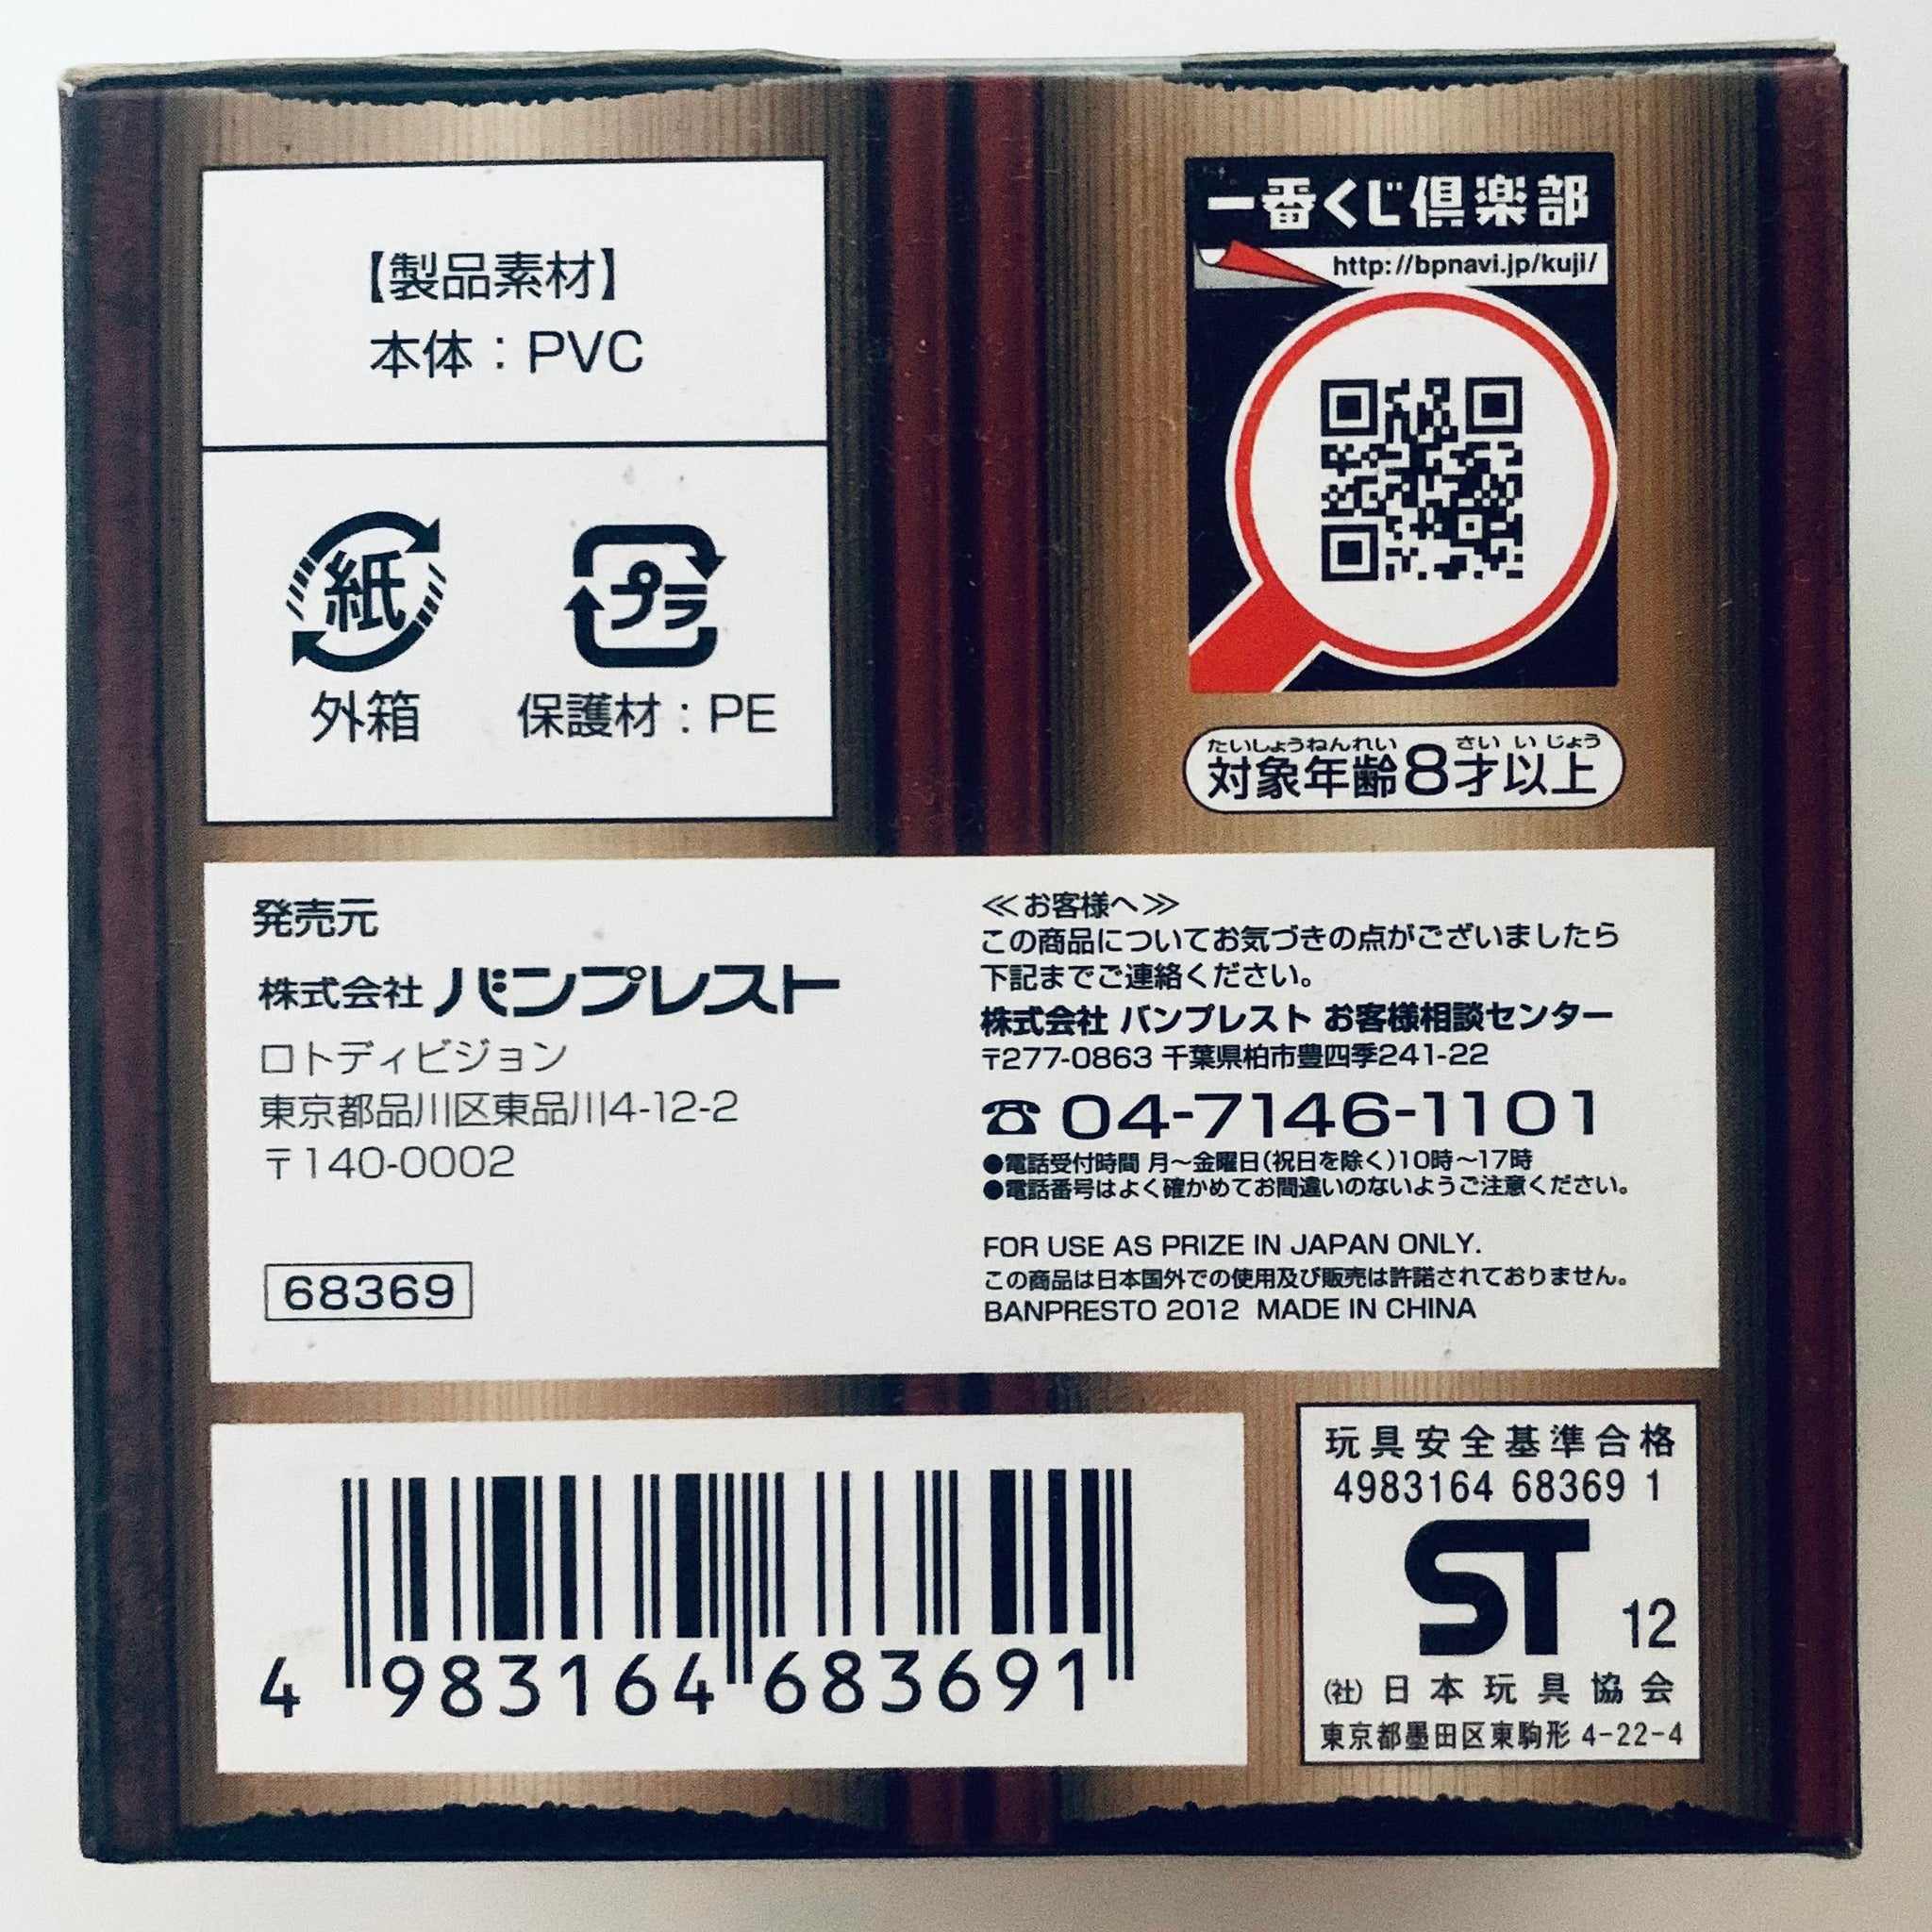 【製品素材】
本体：PVC
紙
プラ
外箱
保護材：PE
一番くじ倶楽部
http://bpnavi.jp/kuji/
たいしょうねんれい さい い じょう
対象年齢8才以上
発売元
株式会社 バンプレスト
ロトディビジョン
東京都品川区東品川4-12-2
〒140-0002
68369
≪お客様へ≫
この商品についてお気づきの点がございましたら
下記までご連絡ください。
株式会社 バンプレスト お客様相談センター
〒277-0863 千葉県柏市豊四季241-22
☎ 04-7146-1101
●電話受付時間 月～金曜日(祝日を除く)10時～17時
●電話番号はよく確かめてお間違いのないようご注意ください。
FOR USE AS PRIZE IN JAPAN ONLY.
この商品は日本国外での使用及び販売は許諾されておりません。
BANPRESTO 2012 MADE IN CHINA
4 983164 683691
玩具安全基準合格
4983164 68369 1
ST 12
(社) 日本玩具協会
東京都墨田区東駒形 4-22-4